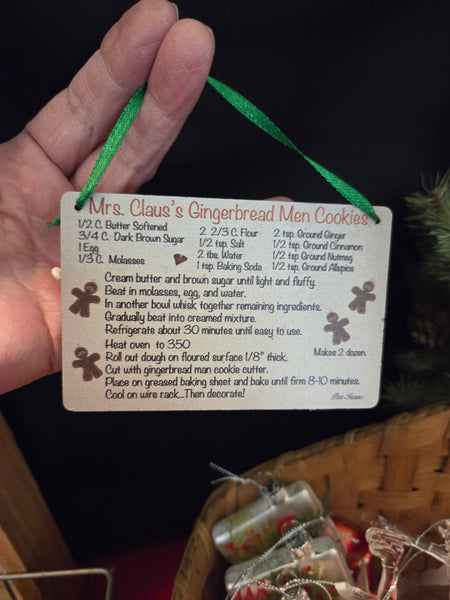 Mrs. Claus's Gingerbread Men Cookies
1/2 C. Butter Softened
3/4 C. Dark Brown Sugar
1 Egg
1/3 C. Molasses
2 2/3 C. Flour
1/2 tsp. Salt
2 tbs. Water
1 tsp. Baking Soda
2 tsp. Ground Ginger
1/2 tsp. Ground Cinnamon
1/2 tsp. Ground Nutmeg
1/2 tsp. Ground Allspice
Cream butter and brown sugar until light and fluffy.
Beat in molasses, egg, and water.
In another bowl whisk together remaining ingredients.
Gradually beat into creamed mixture.
Refrigerate about 30 minutes until easy to use.
Heat oven to 350
Roll out dough on floured surface 1/8" thick.
Cut with gingerbread man cookie cutter.
Place on greased baking sheet and bake until firm 8-10 minutes.
Cool on wire rack...Then decorate!
Makes 2 dozen.